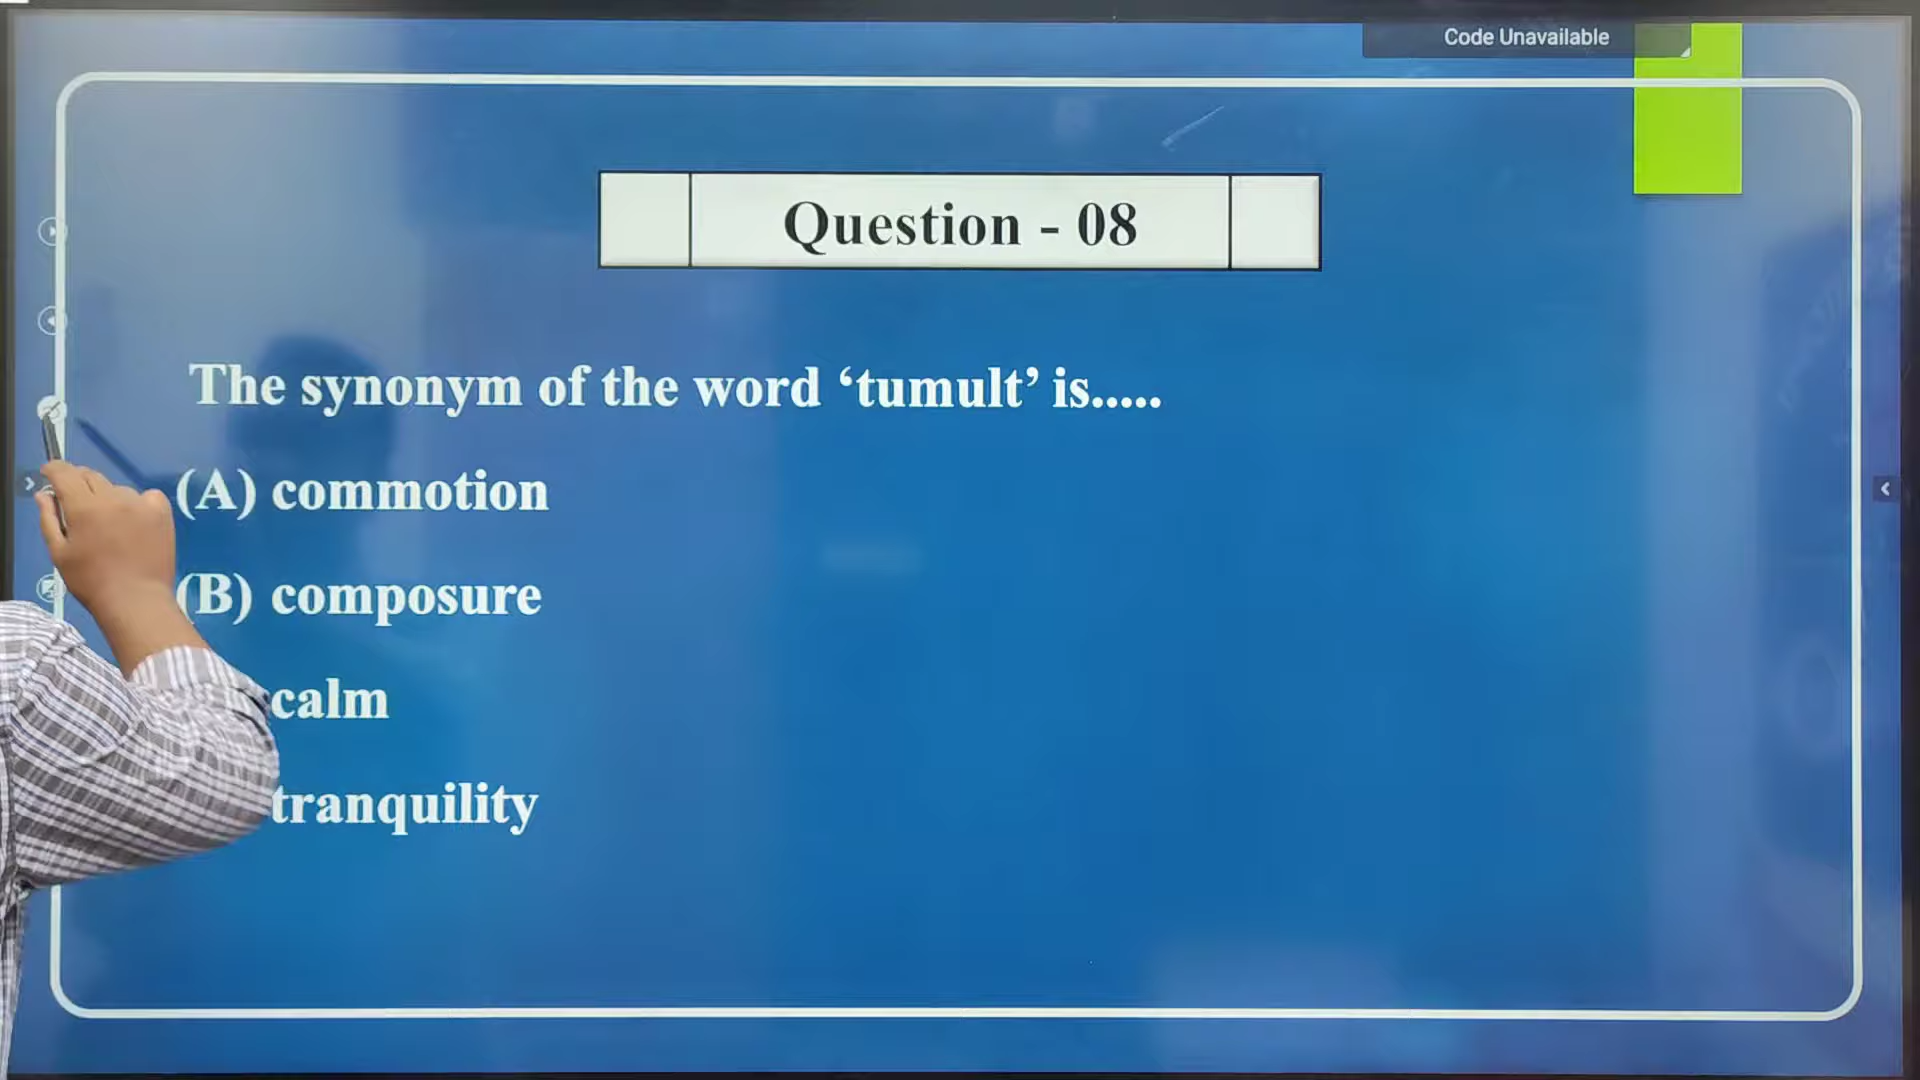 Code Unavailable
Question - 08
The synonym of the word ‘tumult’ is.....
(A) commotion
(B) composure
calm
tranquility